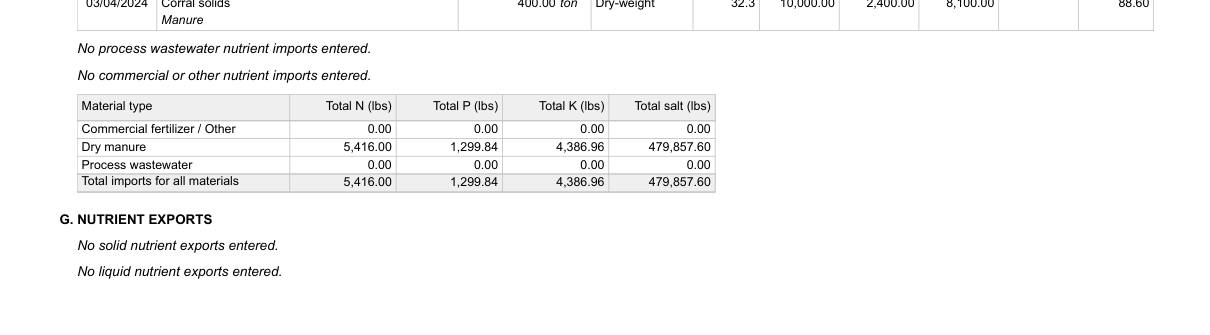 03/04/2024 Corral solids 400.00 ton Dry-weight 32.3 10,000.00 2,400.00 8,100.00 88.60
Manure
No process wastewater nutrient imports entered.
No commercial or other nutrient imports entered.
Material type Total N (lbs) Total P (lbs) Total K (lbs) Total salt (lbs)
Commercial fertilizer / Other 0.00 0.00 0.00 0.00
Dry manure 5,416.00 1,299.84 4,386.96 479,857.60
Process wastewater 0.00 0.00 0.00 0.00
Total imports for all materials 5,416.00 1,299.84 4,386.96 479,857.60
G. NUTRIENT EXPORTS
No solid nutrient exports entered.
No liquid nutrient exports entered.